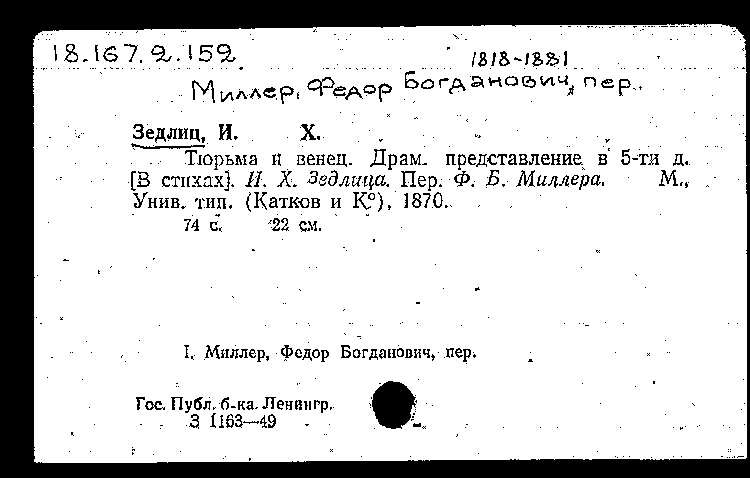 18.167.2.152
1818-1881
Миллер, Федор Богданович, пер.
Зедлиц, И. Х.
Тюрьма и венец. Драм. представление в 5-ти д.
[В стихах]. И. Х. Зедлица. Пер. Ф. Б. Миллера. М.,
Унив. тип. (Катков и К°), 1870.
74 с. 22 см.
I. Миллер, Федор Богданович, пер.
Гос. Публ. б-ка. Ленингр.
З 1163—49